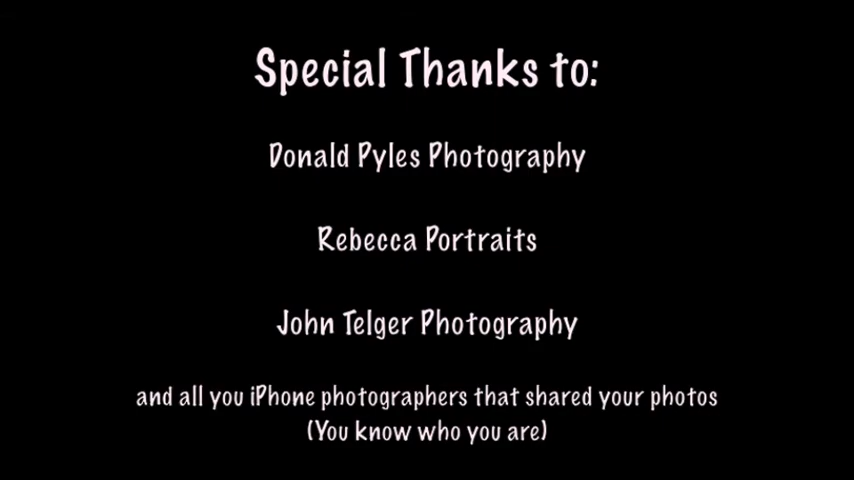 Special Thanks to:
Donald Pyles Photography
Rebecca Portraits
John Telger Photography
and all you iPhone photographers that shared your photos
(You know who you are)